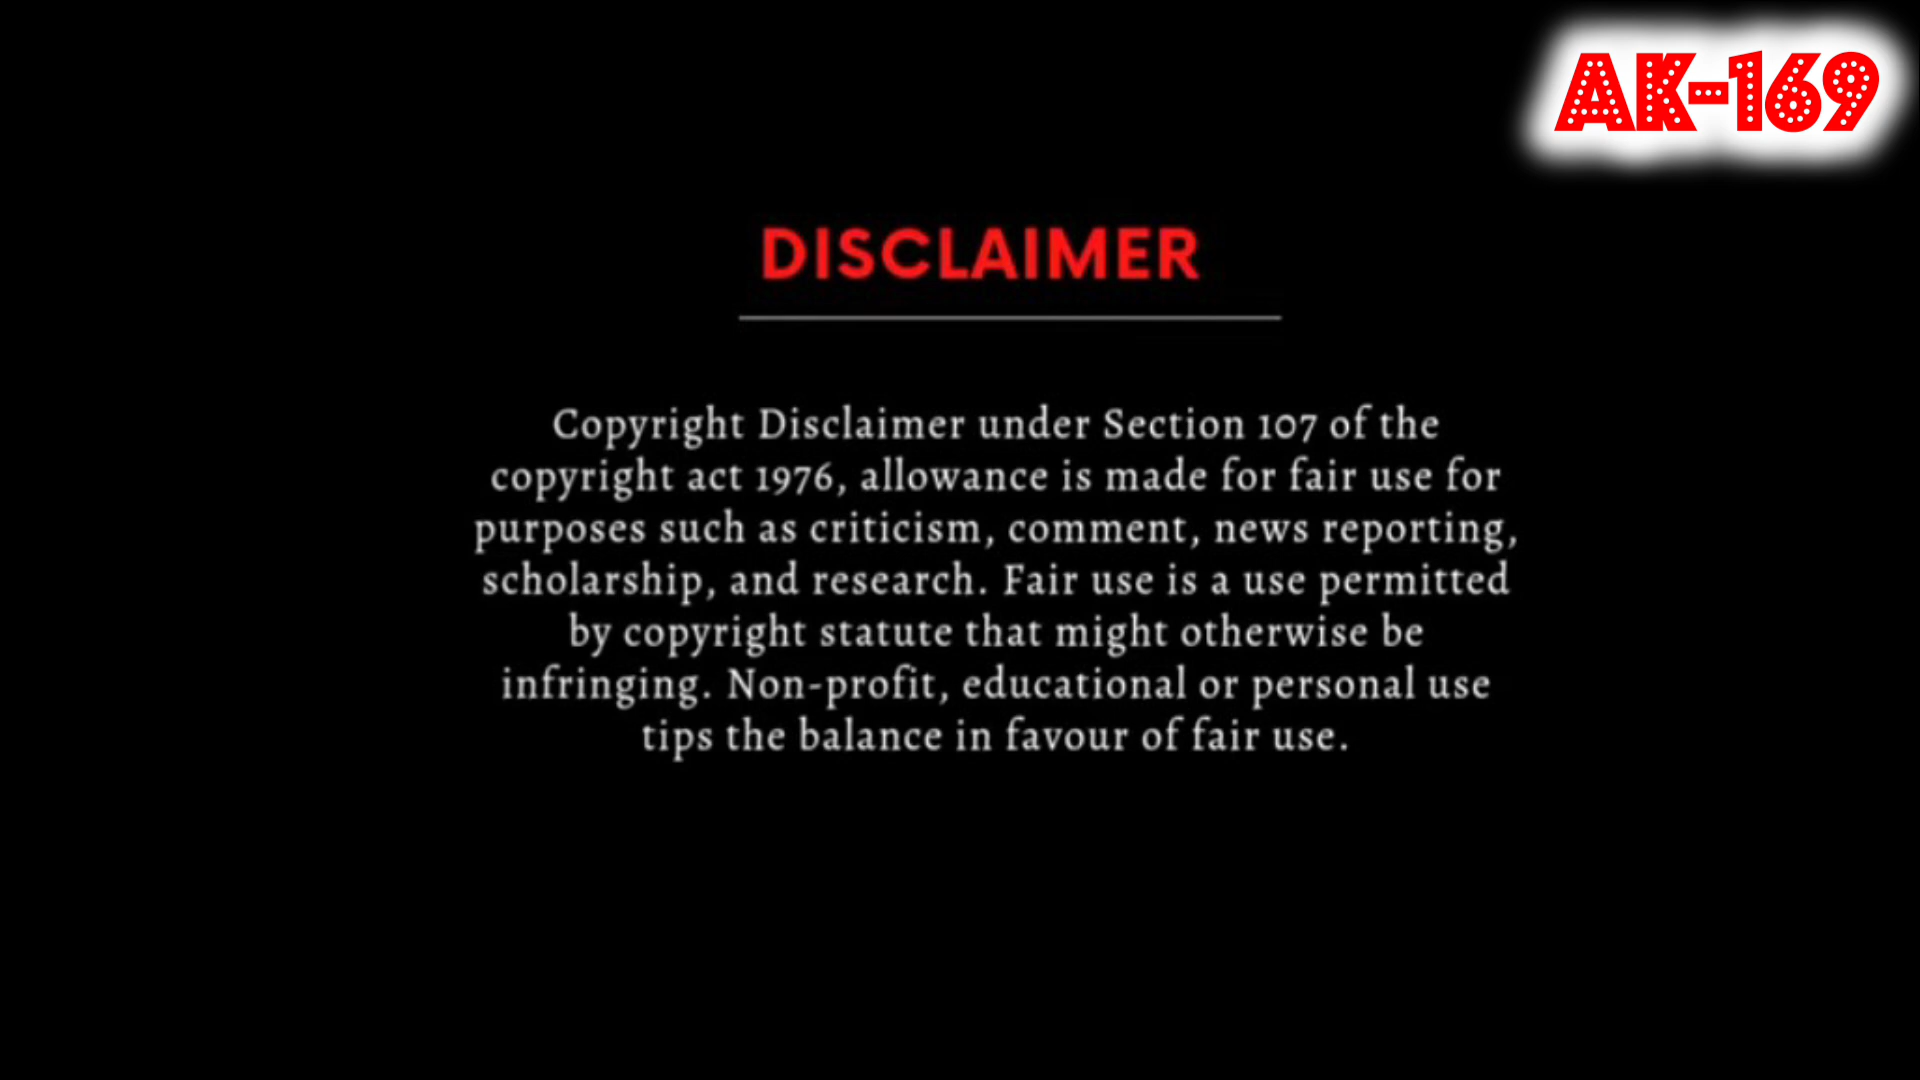 AK-169
DISCLAIMER
Copyright Disclaimer under Section 107 of the
copyright act 1976, allowance is made for fair use for
purposes such as criticism, comment, news reporting,
scholarship, and research. Fair use is a use permitted
by copyright statute that might otherwise be
infringing. Non-profit, educational or personal use
tips the balance in favour of fair use.